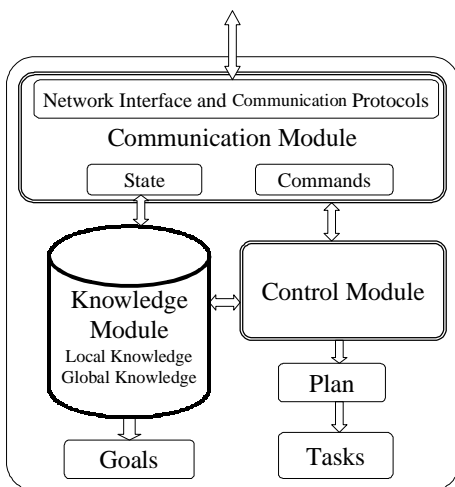 Network Interface and Communication Protocols
Communication Module
State
Commands
Knowledge
Module
Local Knowledge
Global Knowledge
Control Module
Plan
Goals
Tasks